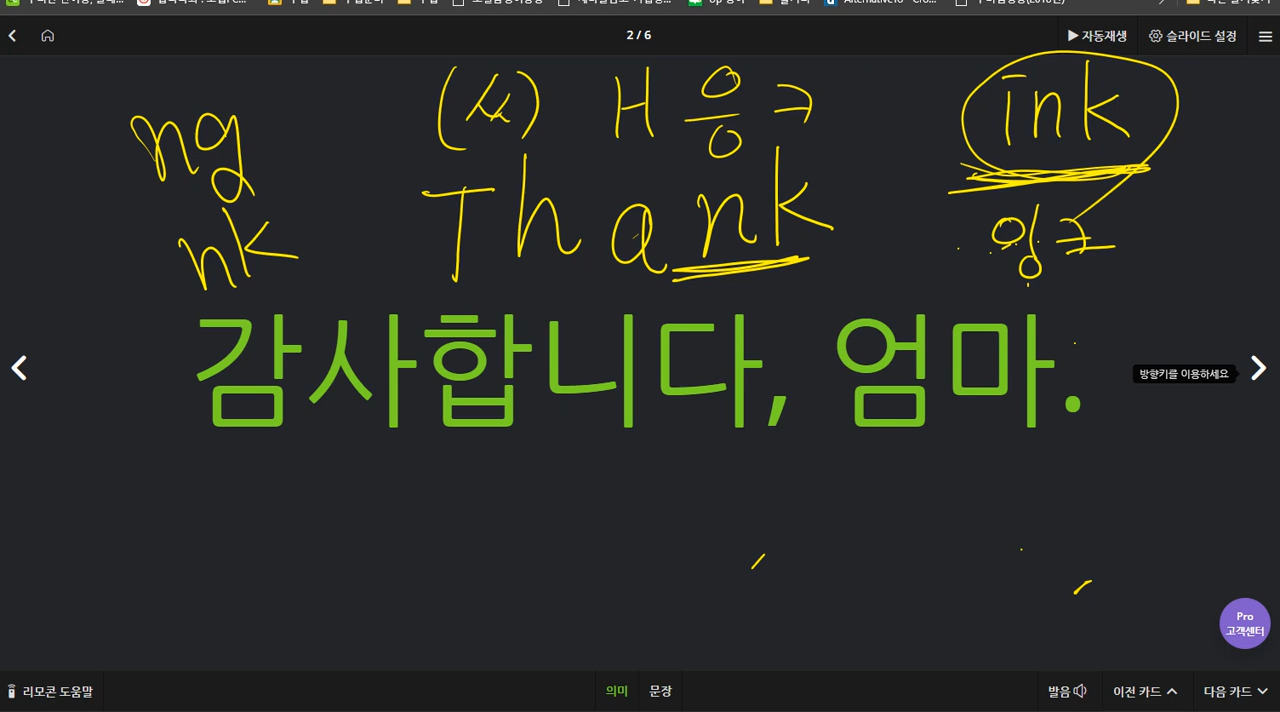 2 / 6
자동재생
슬라이드 설정
ng
nk
(ㅆ) ㅐ 응 ㅋ
Thank
ink
잉크
감사합니다, 엄마.
방향키를 이용하세요
Pro
고객센터
리모콘 도움말
의미
문장
발음
이전 카드
다음 카드